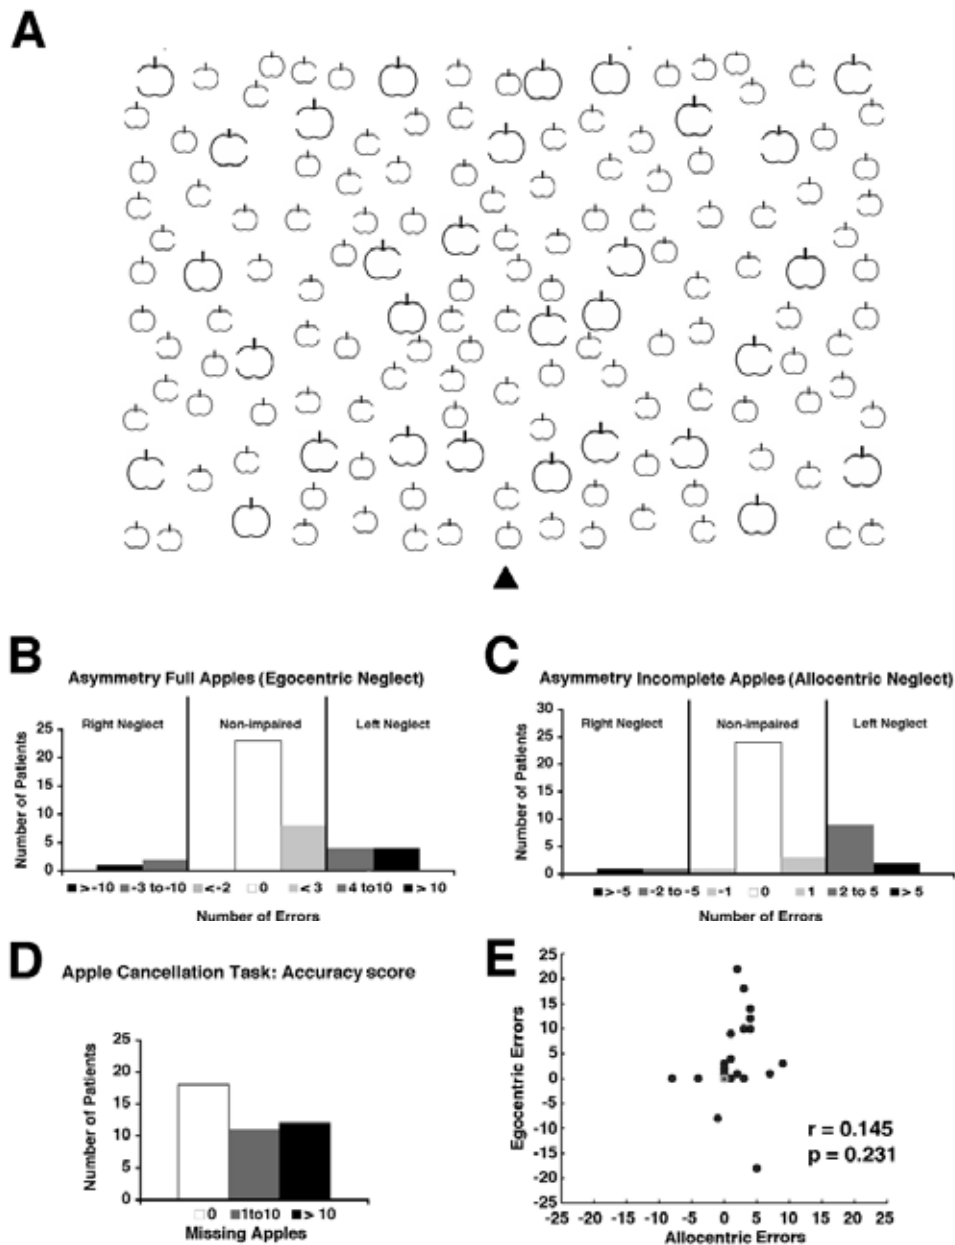 A
B
Asymmetry Full Apples (Egocentric Neglect)
Right Neglect Non-impaired Left Neglect
Number of Patients
25
20
15
10
5
0
>-10 -3 to-10 <-2 0 <3 4 to10 >10
Number of Errors
C
Asymmetry Incomplete Apples (Allocentric Neglect)
Right Neglect Non-impaired Left Neglect
Number of Patients
30
25
20
15
10
5
0
>-5 -2 to -5 -1 0 1 2 to 5 >5
Number of Errors
D
Apple Cancellation Task: Accuracy score
Number of Patients
25
20
15
10
5
0
0 1to10 >10
Missing Apples
E
Egocentric Errors
25
20
15
10
5
0
-5
-10
-15
-20
-25
r = 0.145
p = 0.231
-25 -20 -15 -10 -5 0 5 10 15 20 25
Allocentric Errors